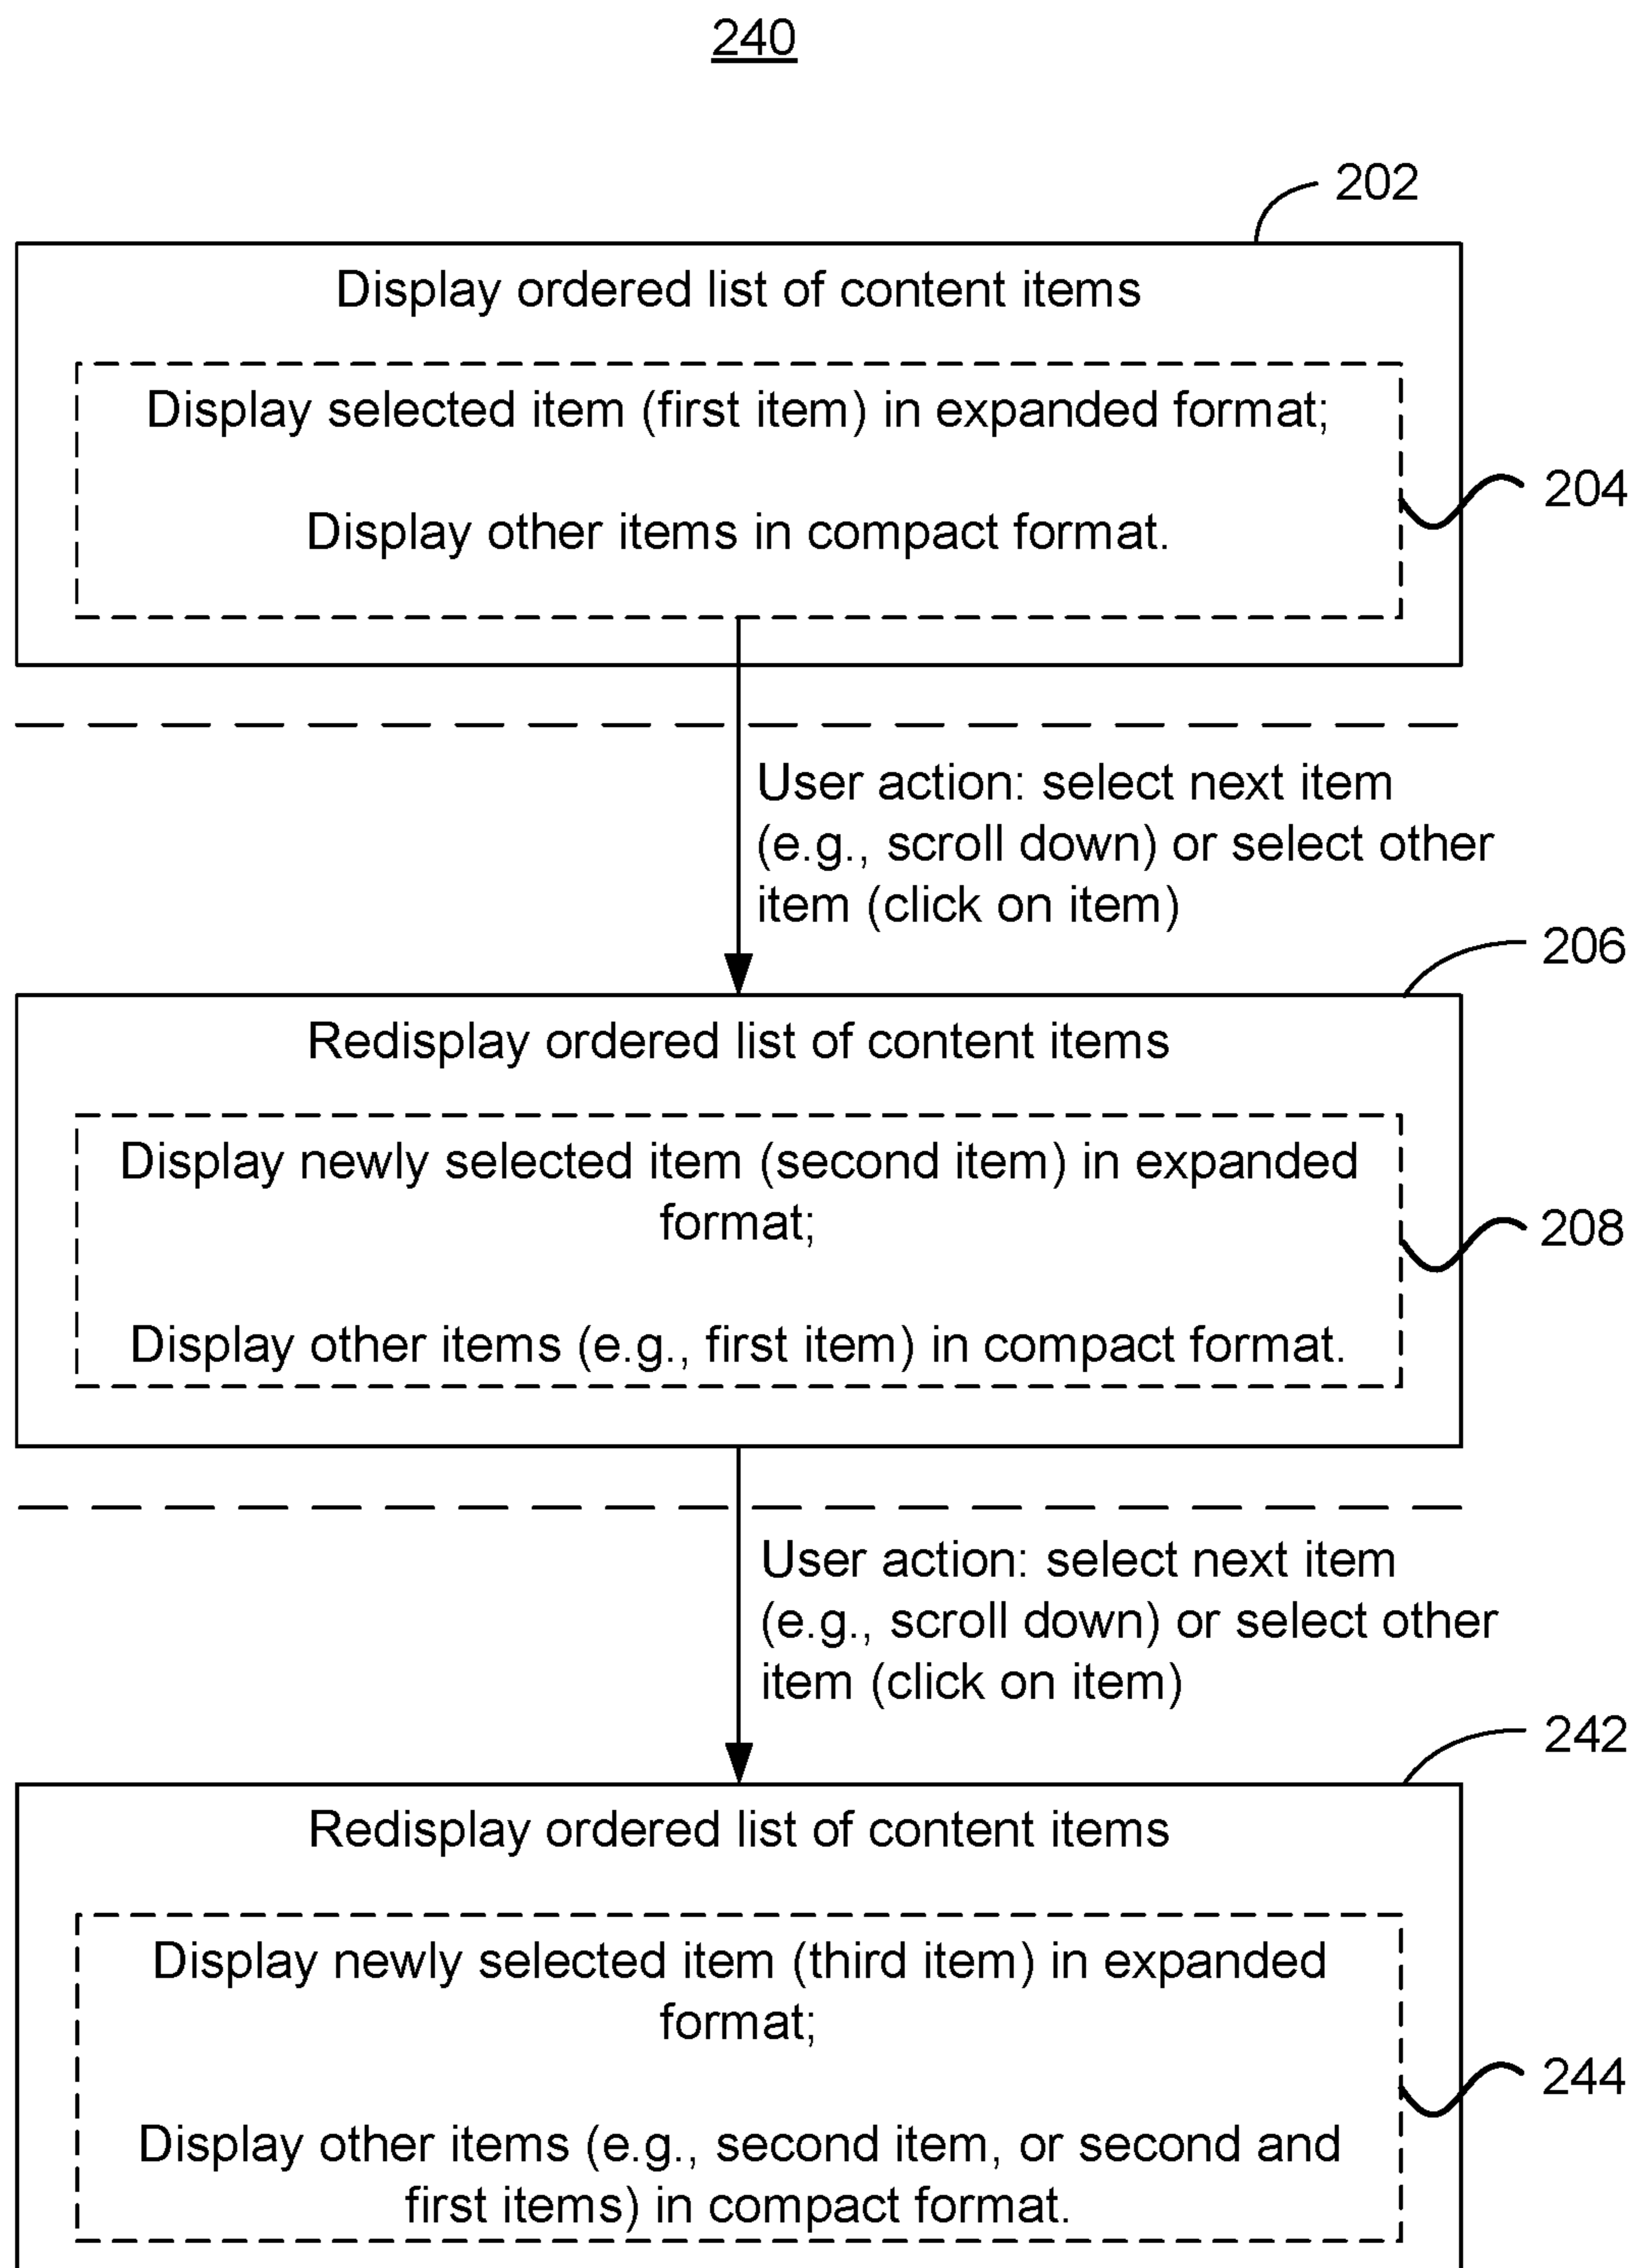 240
202
Display ordered list of content items
Display selected item (first item) in expanded format;
204
Display other items in compact format.
User action: select next item
(e.g., scroll down) or select other
item (click on item)
206
Redisplay ordered list of content items
Display newly selected item (second item) in expanded
format;
208
Display other items (e.g., first item) in compact format.
User action: select next item
(e.g., scroll down) or select other
item (click on item)
242
Redisplay ordered list of content items
Display newly selected item (third item) in expanded
format;
244
Display other items (e.g., second item, or second and
first items) in compact format.